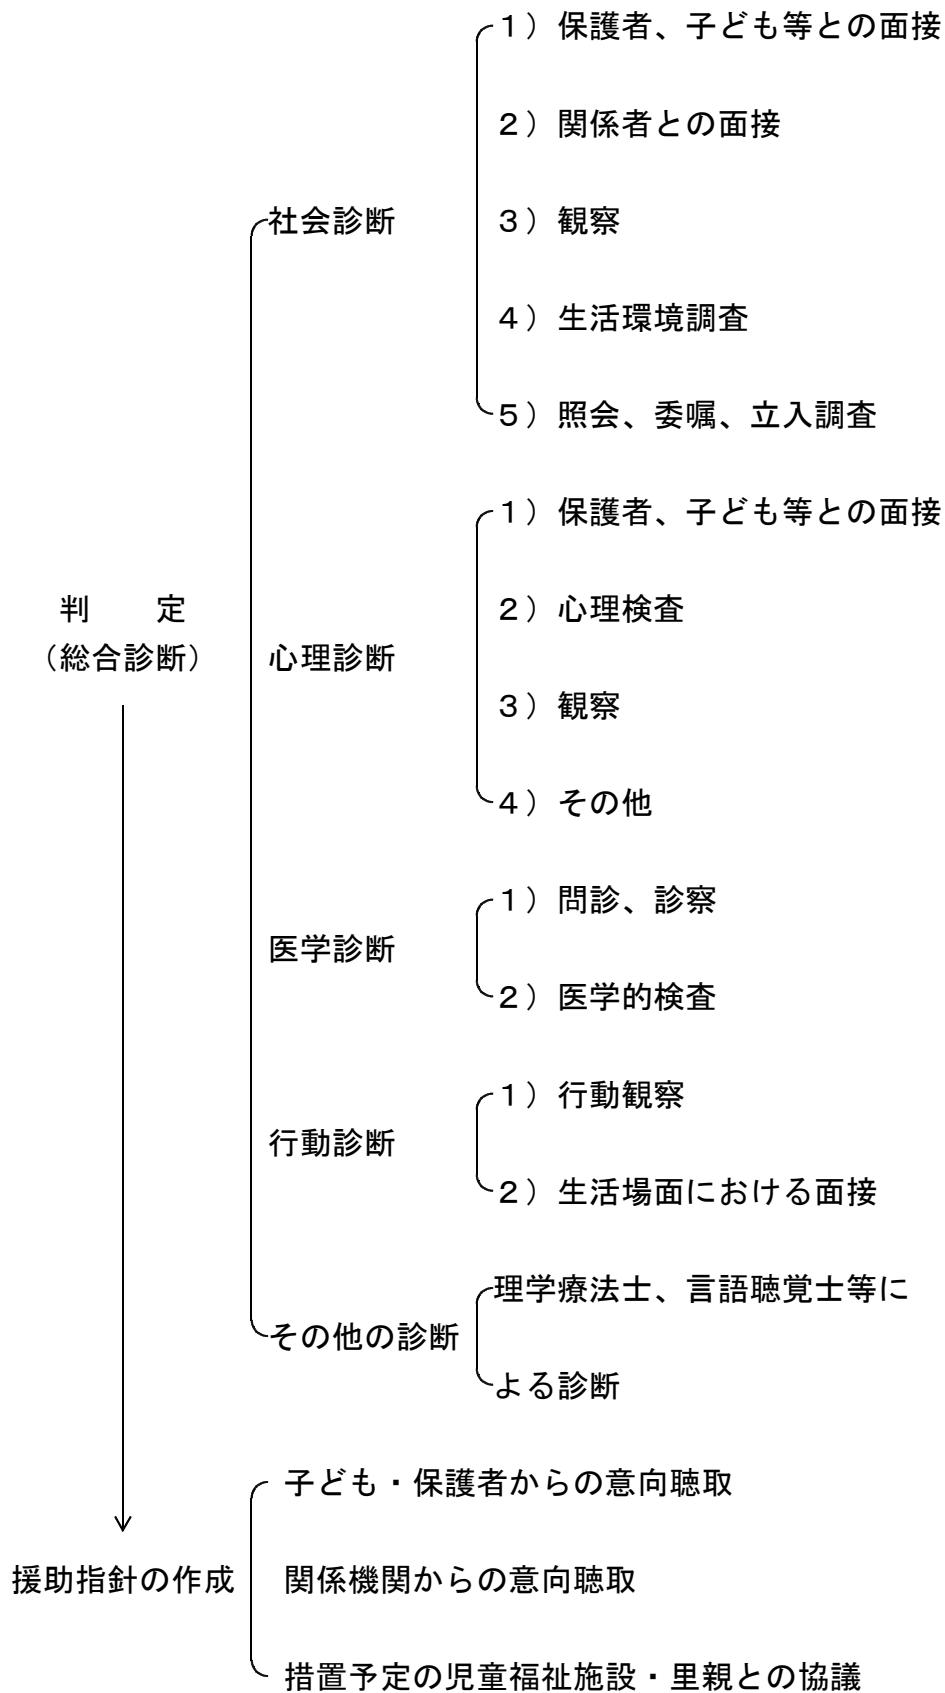 １）保護者、子ども等との面接
２）関係者との面接
社会診断
３）観察
４）生活環境調査
５）照会、委嘱、立入調査
１）保護者、子ども等との面接
判　　定
（総合診断）
２）心理検査
心理診断
３）観察
４）その他
１）問診、診察
医学診断
２）医学的検査
１）行動観察
行動診断
２）生活場面における面接
理学療法士、言語聴覚士等に
その他の診断
よる診断
子ども・保護者からの意向聴取
援助指針の作成
関係機関からの意向聴取
措置予定の児童福祉施設・里親との協議